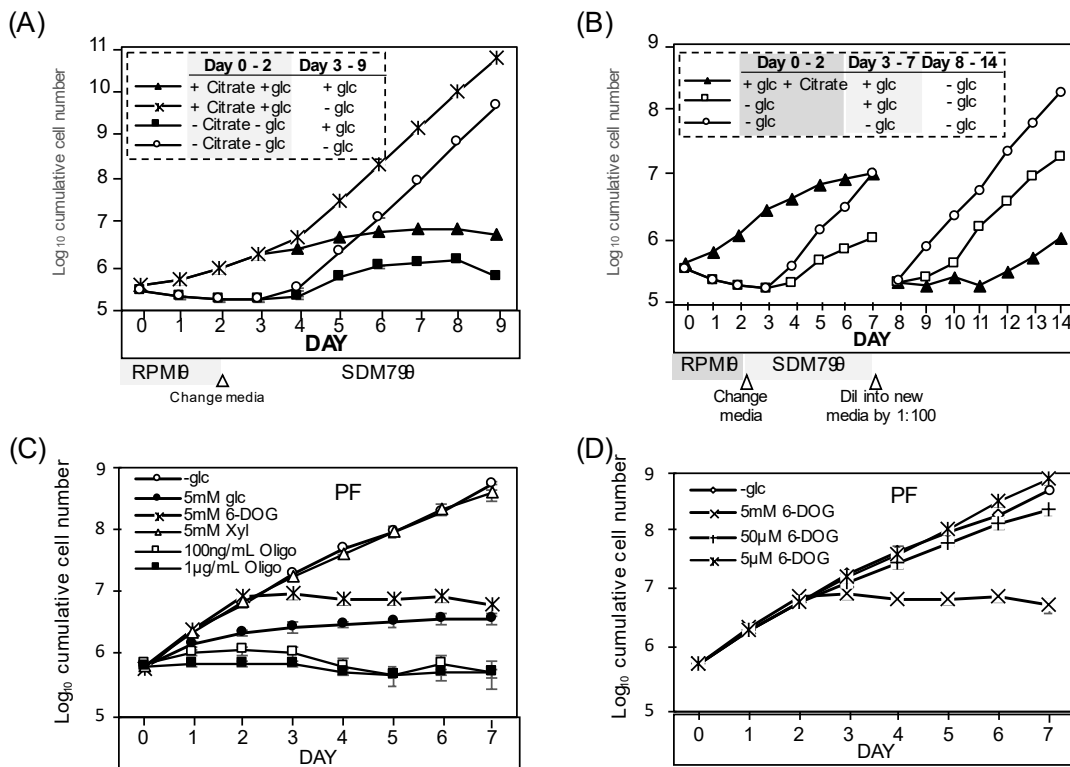 (A)
Log10 cumulative cell number
11
10
9
8
7
6
5
Day 0 - 2 Day 3 - 9
+ Citrate +glc + glc
+ Citrate +glc - glc
- Citrate - glc + glc
- Citrate - glc - glc
0 1 2 3 4 5 6 7 8 9
DAY
RPMIθ SDM79θ
Change media
(B)
Log10 cumulative cell number
9
8
7
6
5
Day 0 - 2 Day 3 - 7 Day 8 - 14
+ glc + Citrate + glc - glc
- glc + glc - glc
- glc - glc - glc
0 1 2 3 4 5 6 7 8 9 10 11 12 13 14
DAY
RPMIθ SDM79θ
Change
media
Dil into new
media by 1:100
(C)
Log10 cumulative cell number
9
8
7
6
5
PF
-glc
5mM glc
5mM 6-DOG
5mM Xyl
100ng/mL Oligo
1µg/mL Oligo
0 1 2 3 4 5 6 7
DAY
(D)
Log10 cumulative cell number
9
8
7
6
5
PF
-glc
5mM 6-DOG
50µM 6-DOG
5µM 6-DOG
0 1 2 3 4 5 6 7
DAY